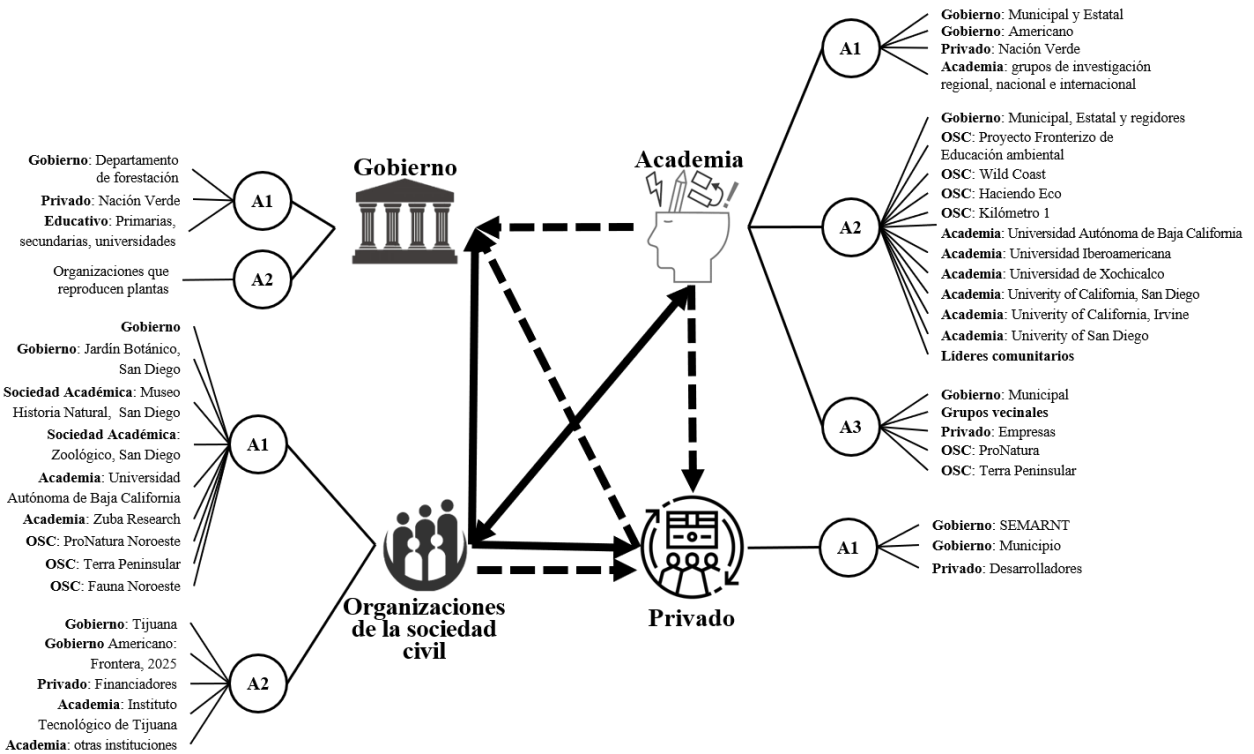 Gobierno
Academia
Organizaciones
de la sociedad
civil
Privado
Gobierno: Departamento
de forestación
Privado: Nación Verde
Educativo: Primarias,
secundarias, universidades
A1
Organizaciones que
reproducen plantas
A2
Gobierno
Gobierno: Jardín Botánico,
San Diego
Sociedad Académica: Museo
Historia Natural, San Diego
Sociedad Académica:
Zoológico, San Diego
Academia: Universidad
Autónoma de Baja California
Academia: Zuba Research
OSC: ProNatura Noroeste
OSC: Terra Peninsular
OSC: Fauna Noroeste
A1
Gobierno: Tijuana
Gobierno Americano:
Frontera, 2025
Privado: Financiadores
Academia: Instituto
Tecnológico de Tijuana
Academia: otras instituciones
A2
A1
Gobierno: Municipal y Estatal
Gobierno: Americano
Privado: Nación Verde
Academia: grupos de investigación
regional, nacional e internacional
A2
Gobierno: Municipal, Estatal y regidores
OSC: Proyecto Fronterizo de
Educación ambiental
OSC: Wild Coast
OSC: Haciendo Eco
OSC: Kilómetro 1
Academia: Universidad Autónoma de Baja California
Academia: Universidad Iberoamericana
Academia: Universidad de Xochicalco
Academia: Univerity of California, San Diego
Academia: Univerity of California, Irvine
Academia: Univerity of San Diego
Líderes comunitarios
A3
Gobierno: Municipal
Grupos vecinales
Privado: Empresas
OSC: ProNatura
OSC: Terra Peninsular
A1
Gobierno: SEMARNT
Gobierno: Municipio
Privado: Desarrolladores